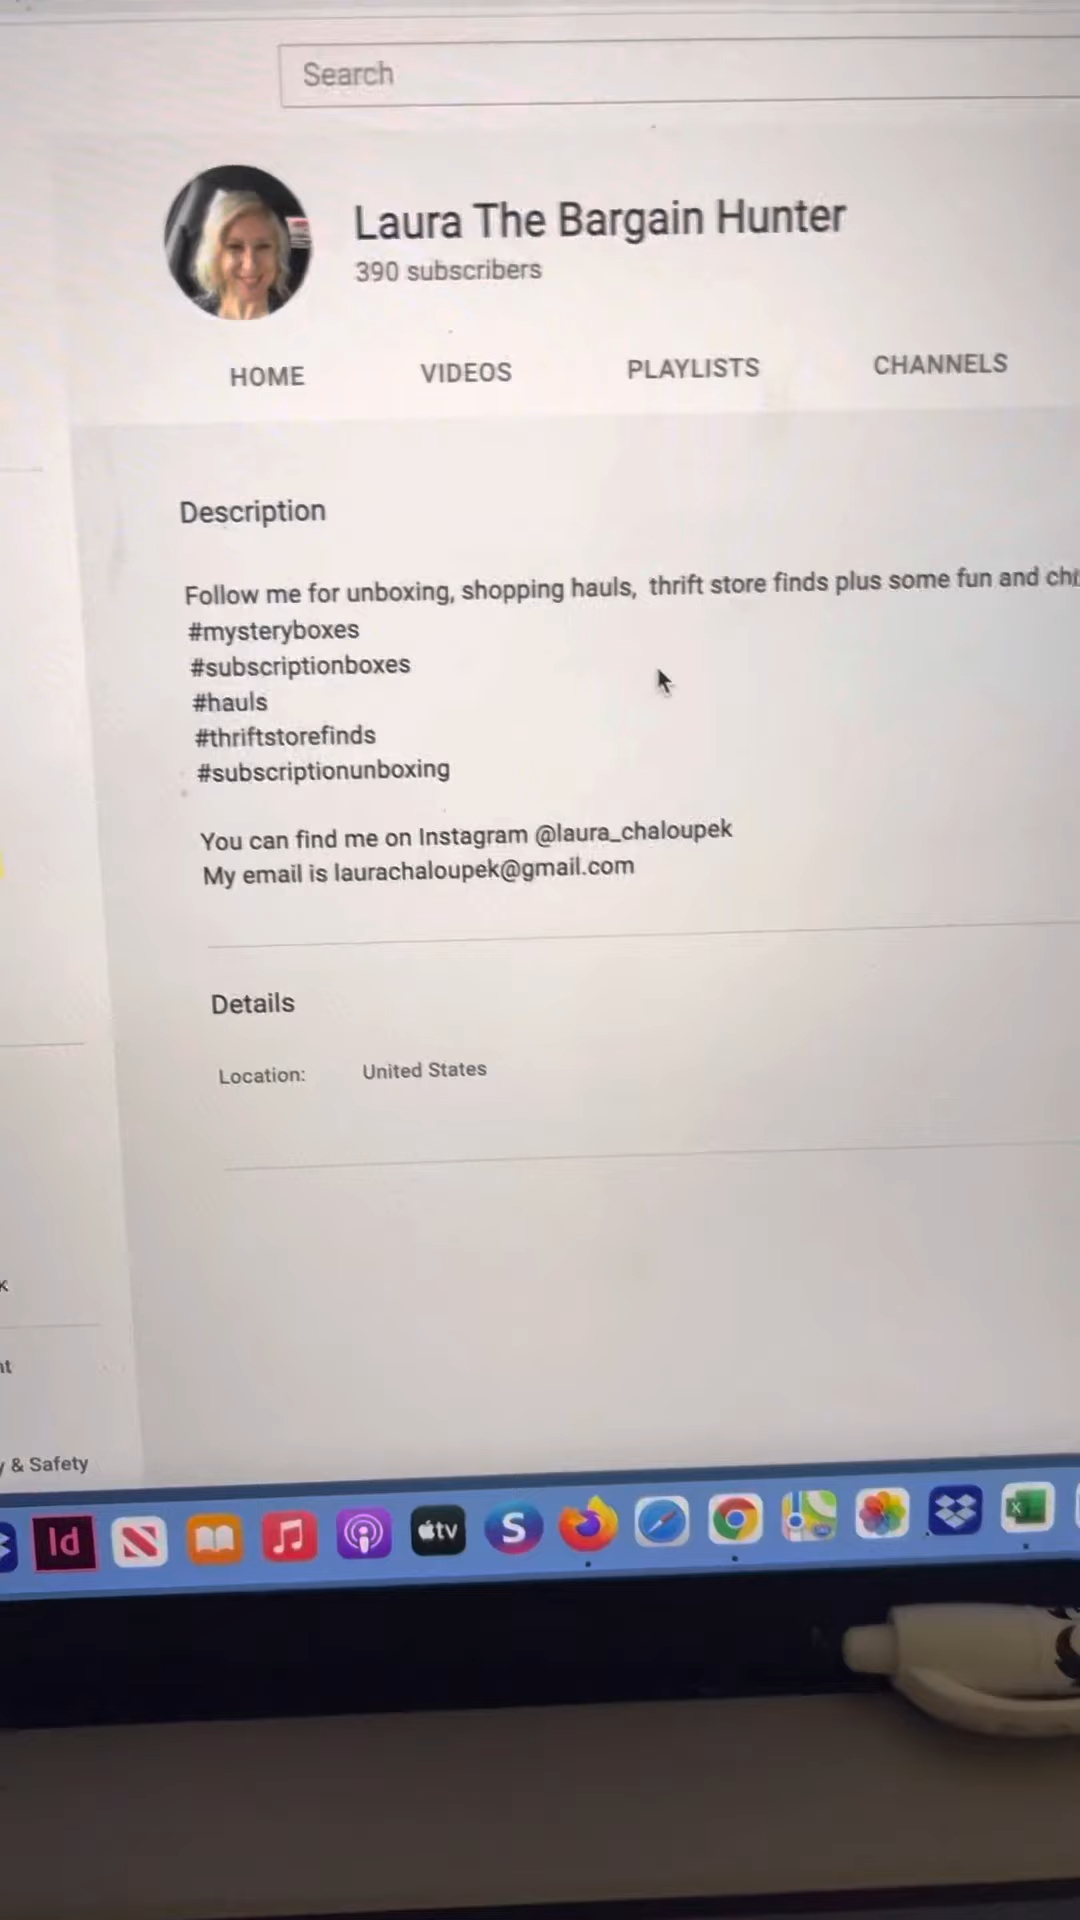 Search
Laura The Bargain Hunter
390 subscribers
HOME VIDEOS PLAYLISTS CHANNELS
Description
Follow me for unboxing, shopping hauls, thrift store finds plus some fun and
#mysteryboxes
#subscriptionboxes
#hauls
#thriftstorefinds
#subscriptionunboxing
You can find me on Instagram @laura_chaloupek
My email is laurachaloupek@gmail.com
Details
Location: United States
& Safety
Id tv S X